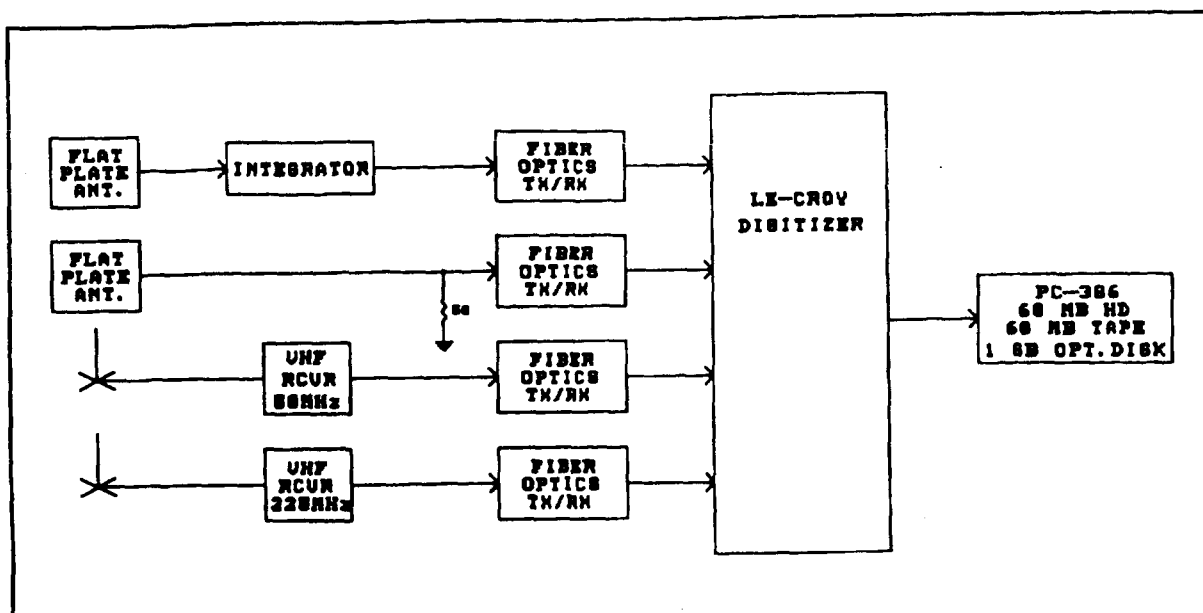 FLAT
PLATE
ANT.
INTEGRATOR
FIBER
OPTICS
TX/RX
LE-CROY
DIGITIZER
FLAT
PLATE
ANT.
50
FIBER
OPTICS
TX/RX
PC-386
60 MB HD
60 MB TAPE
1 GB OPT.DISK
VHF
RCVR
FIBER
OPTICS
TX/RX
VHF
RCVR
220MHz
FIBER
OPTICS
TX/RX